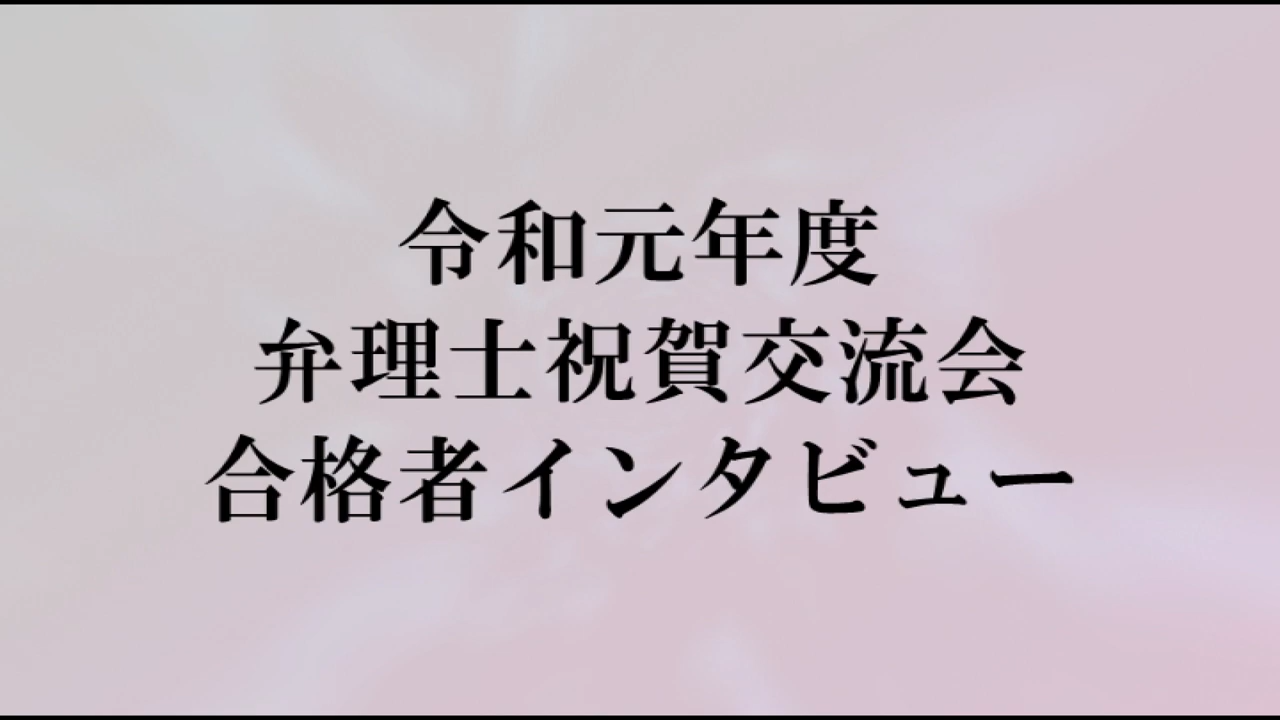 令和元年度
弁理士祝賀交流会
合格者インタビュー